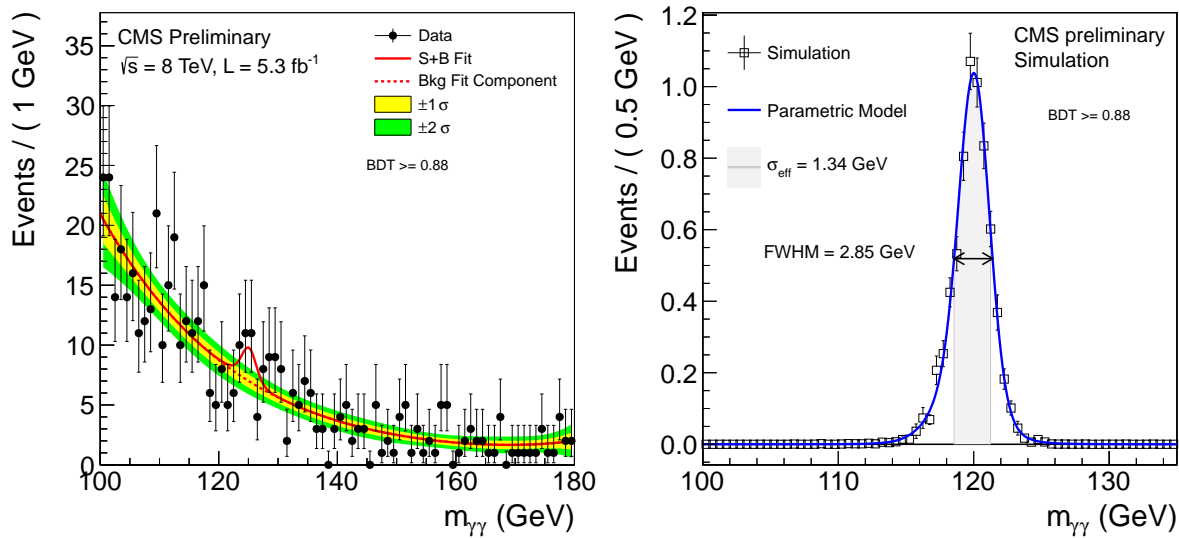 CMS Preliminary
√s = 8 TeV, L = 5.3 fb⁻¹
Data
S+B Fit
Bkg Fit Component
±1 σ
±2 σ
BDT >= 0.88
Events / ( 1 GeV )
35
30
25
20
15
10
5
0
100
120
140
160
180
m_γγ (GeV)
CMS preliminary
Simulation
Simulation
Parametric Model
BDT >= 0.88
σ_eff = 1.34 GeV
FWHM = 2.85 GeV
Events / ( 0.5 GeV )
1.2
1.0
0.8
0.6
0.4
0.2
0.0
100
110
120
130
m_γγ (GeV)